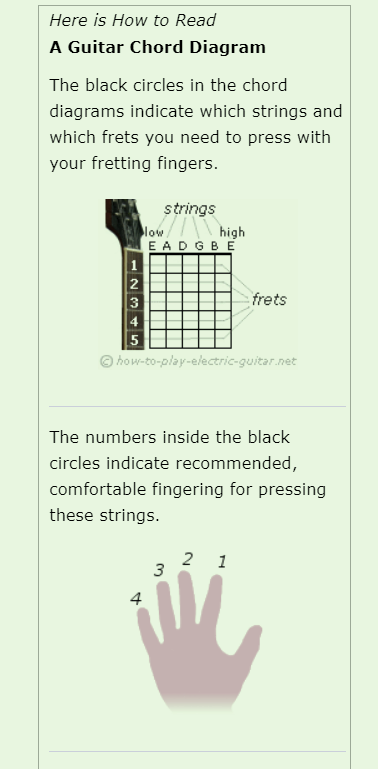 Here is How to Read
A Guitar Chord Diagram
The black circles in the chord
diagrams indicate which strings and
which frets you need to press with
your fretting fingers.
strings
low high
E A D G B E
1
2
3
frets
4
5
© how-to-play-electric-guitar.net
The numbers inside the black
circles indicate recommended,
comfortable fingering for pressing
these strings.
2 1
3
4